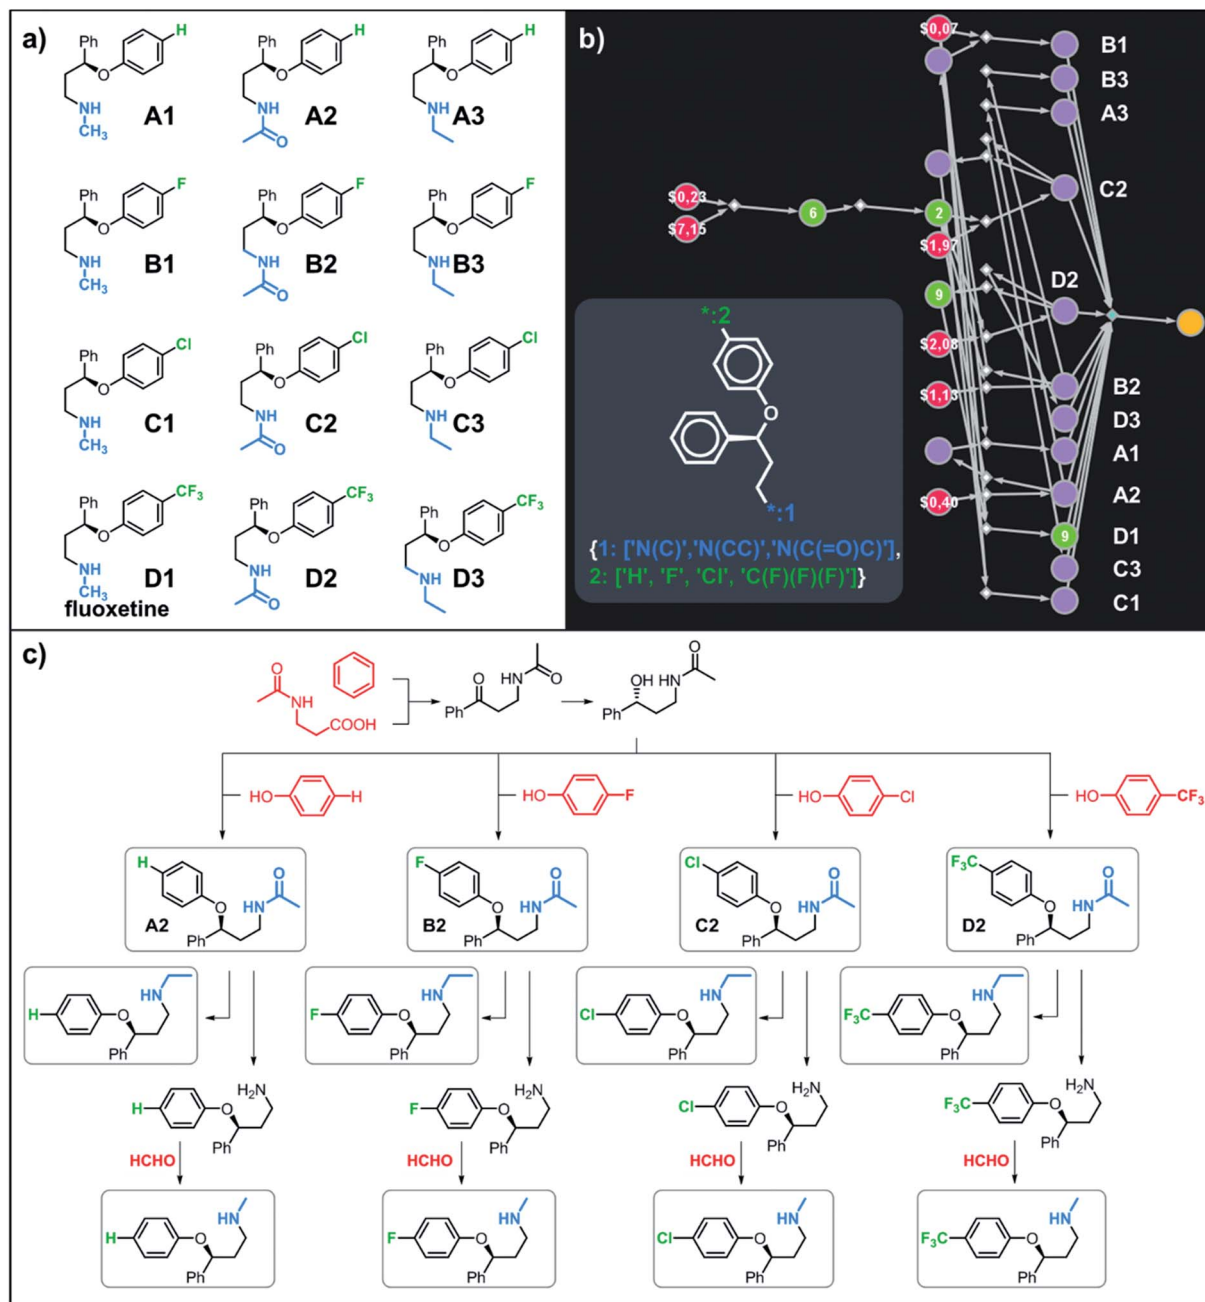 a)
Ph H
O
NH
CH3
A1
Ph H
O
NH
O
A2
Ph H
O
NH
A3
Ph F
O
NH
CH3
B1
Ph F
O
NH
O
B2
Ph F
O
NH
B3
Ph Cl
O
NH
CH3
C1
Ph Cl
O
NH
O
C2
Ph Cl
O
NH
C3
Ph CF3
O
NH
CH3
D1
fluoxetine
Ph CF3
O
NH
O
D2
Ph CF3
O
NH
D3
b)
$0,07
B1
B3
A3
C2
$0,23
$7,15
6
2
$1,97
9
D2
$2,08
$1,13
B2
D3
A1
$0,40
A2
9
D1
C3
C1
*:2
O
*:1
{1: ['N(C)','N(CC)','N(C(=O)C)'],
2: ['H', 'F', 'Cl', 'C(F)(F)(F)']}
c)
O
NH
COOH
O HN O
Ph
OH HN O
Ph
HO H
HO F
HO Cl
HO CF3
H
O
O
HN
A2
Ph
F
O
O
HN
B2
Ph
Cl
O
O
HN
C2
Ph
F3C
O
O
HN
D2
Ph
HN
H O
Ph
HN
F O
Ph
HN
Cl O
Ph
HN
F3C O
Ph
H2N
H O
Ph
H2N
F O
Ph
H2N
Cl O
Ph
H2N
F3C O
Ph
HCHO
HCHO
HCHO
HCHO
HN
H O
Ph
HN
F O
Ph
HN
Cl O
Ph
HN
F3C O
Ph